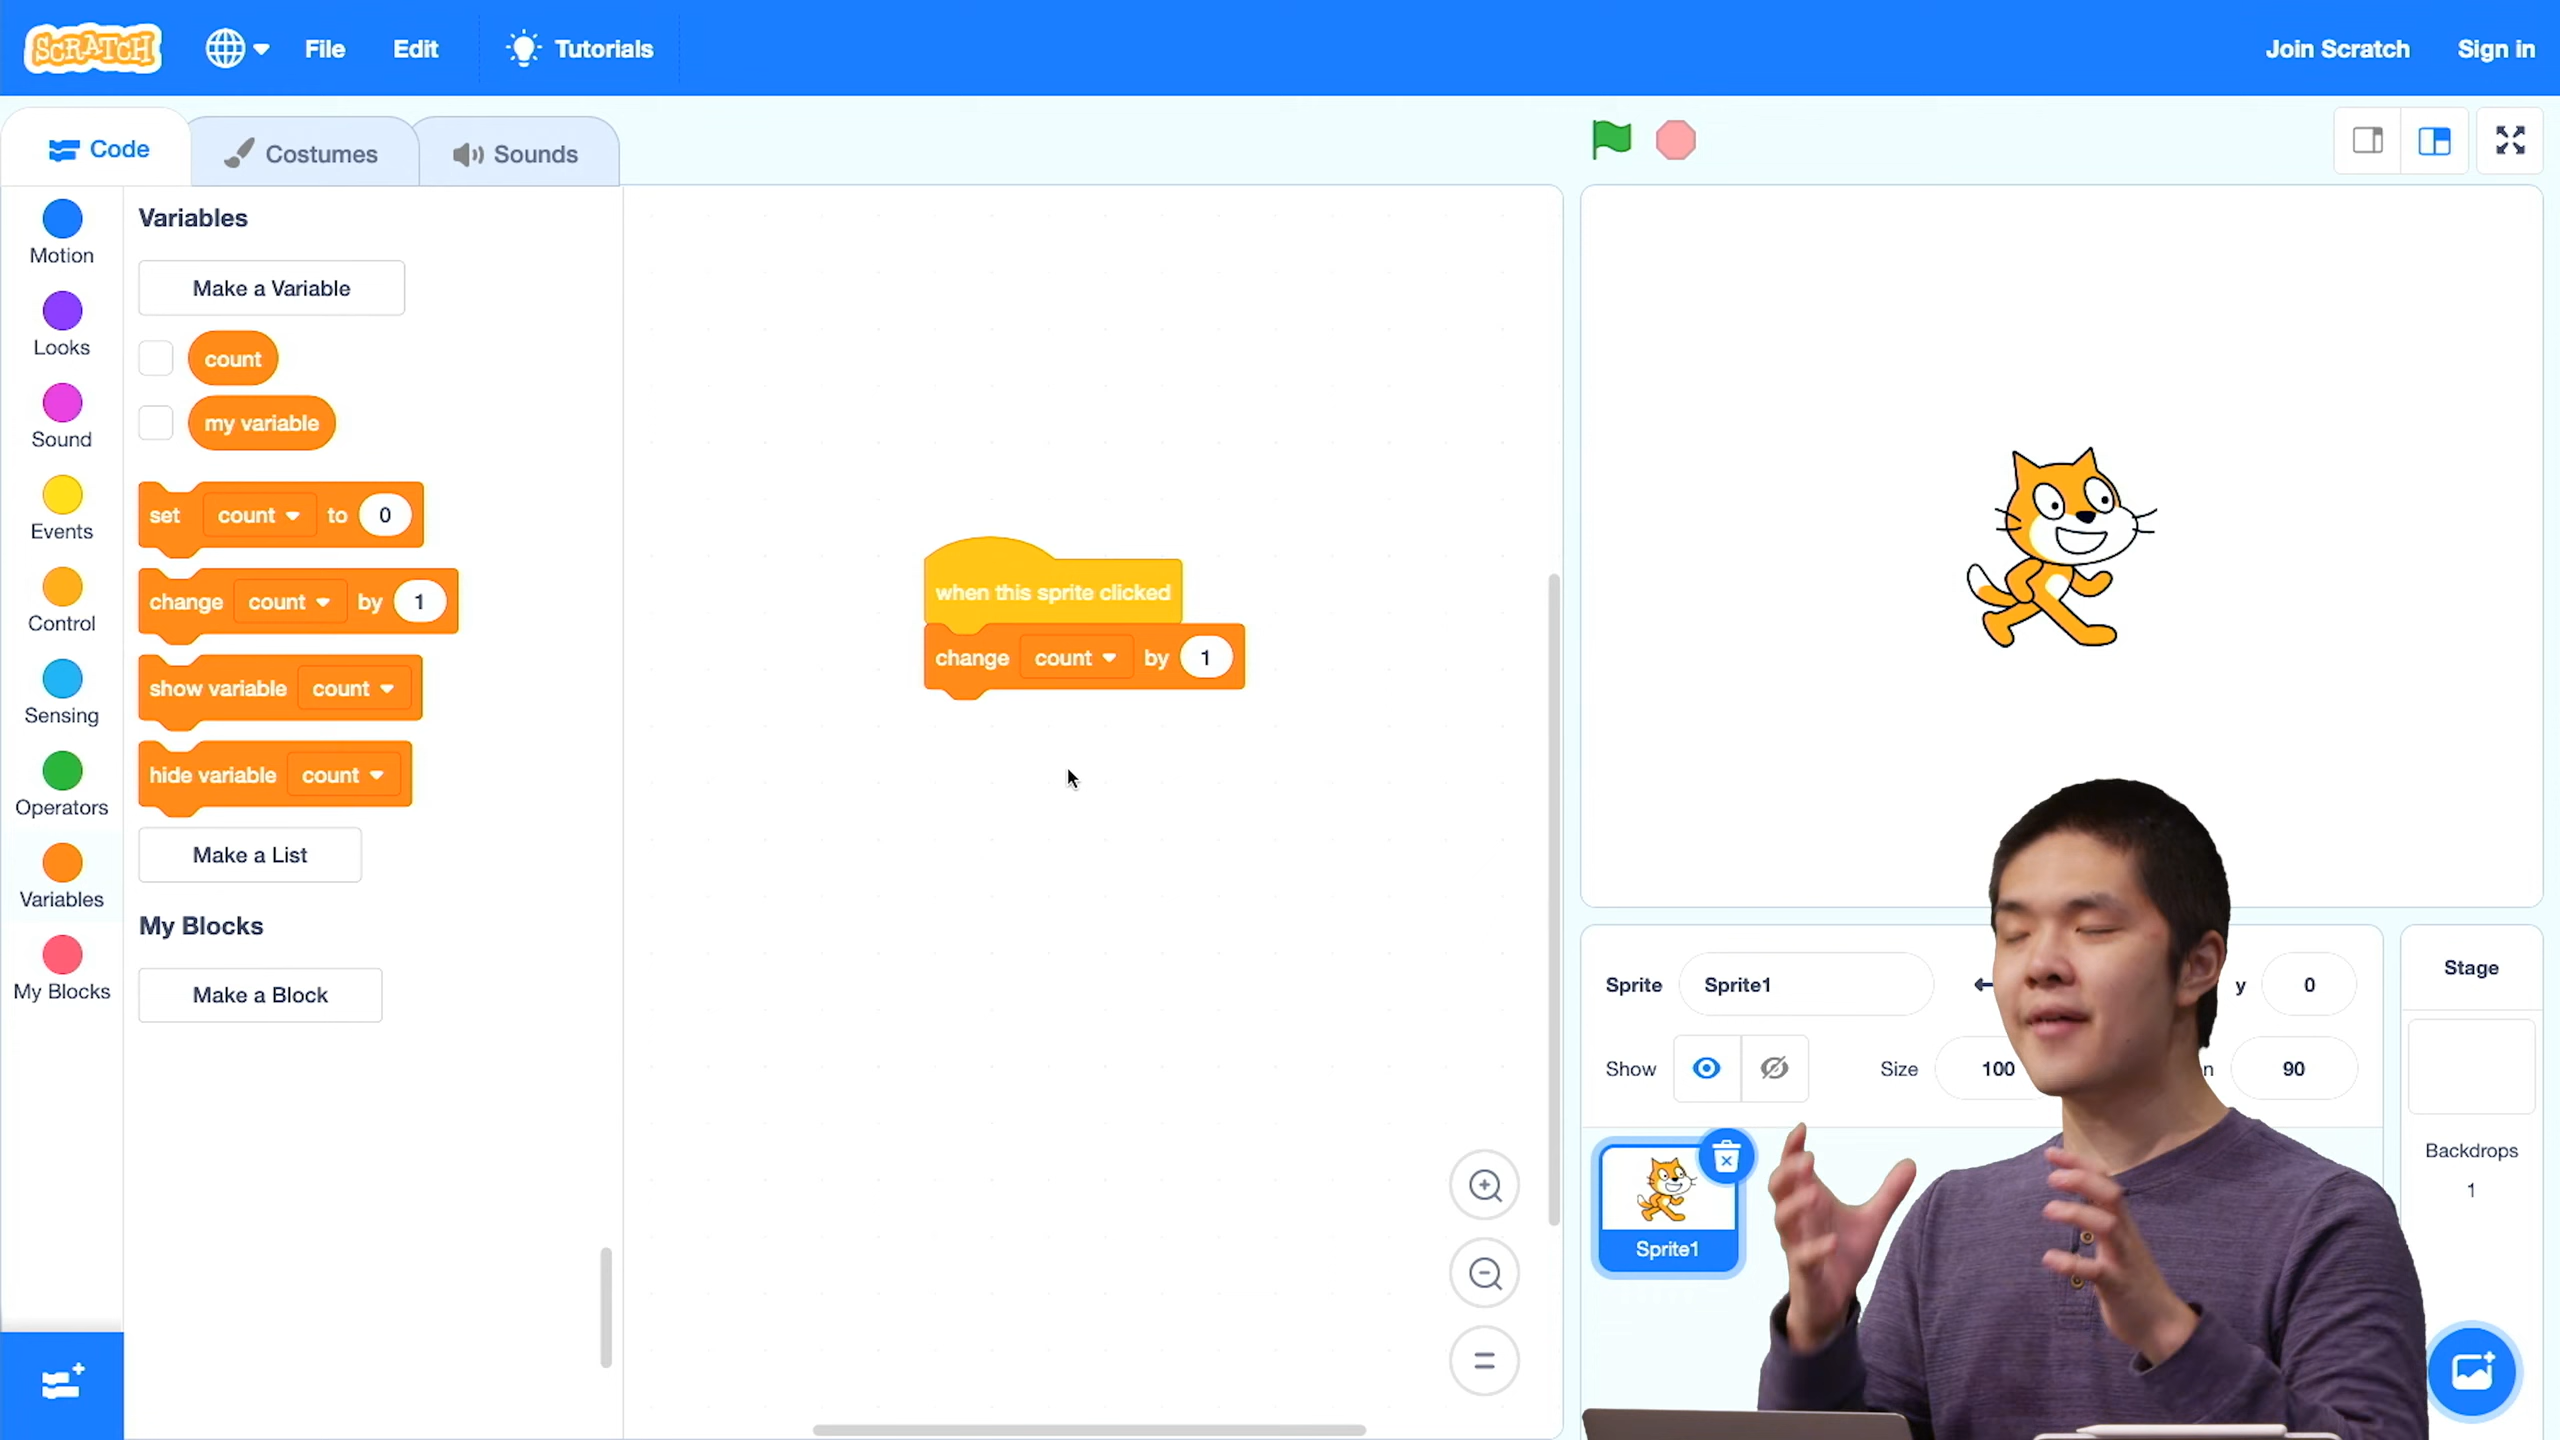 SCRATCH File Edit Tutorials Join Scratch Sign in
Code Costumes Sounds
Motion
Looks
Sound
Events
Control
Sensing
Operators
Variables
My Blocks
Variables
Make a Variable
count
my variable
set count to 0
change count by 1
show variable count
hide variable count
Make a List
My Blocks
Make a Block
when this sprite clicked
change count by 1
Sprite Sprite1 y 0
Show Size 100 n 90
Sprite1
Stage
Backdrops
1